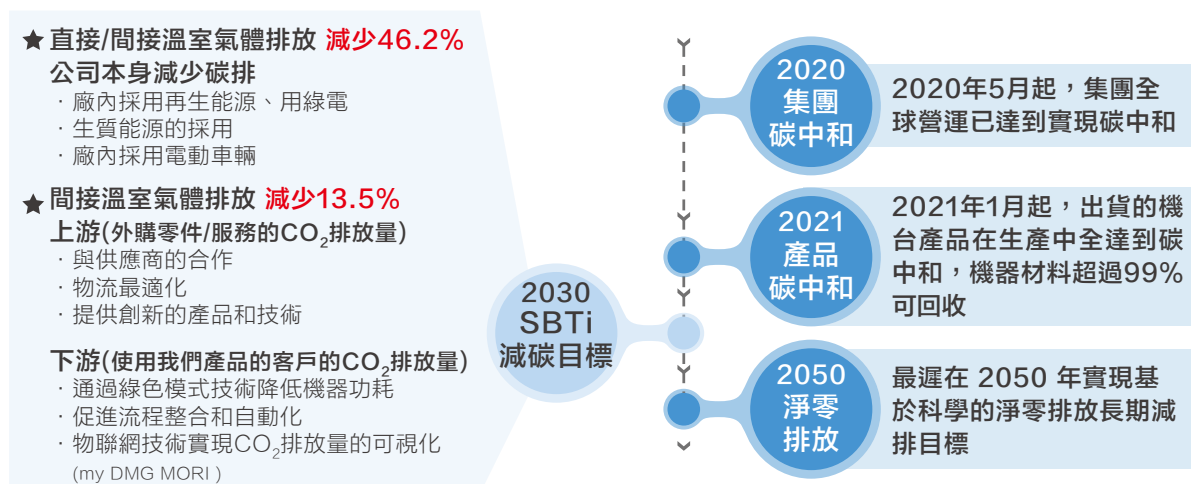 ★ 直接/間接溫室氣體排放 減少46.2%
公司本身減少碳排
· 廠內採用再生能源、用綠電
· 生質能源的採用
· 廠內採用電動車輛
★ 間接溫室氣體排放 減少13.5%
上游(外購零件/服務的CO₂排放量)
· 與供應商的合作
· 物流最適化
· 提供創新的產品和技術
下游(使用我們產品的客戶的CO₂排放量)
· 通過綠色模式技術降低機器功耗
· 促進流程整合和自動化
· 物聯網技術實現CO₂排放量的可視化
(my DMG MORI )
2030
SBTi
減碳目標
2020
集團
碳中和
2020年5月起，集團全
球營運已達到實現碳中和
2021
產品
碳中和
2021年1月起，出貨的機
台產品在生產中全達到碳
中和，機器材料超過99%
可回收
2050
淨零
排放
最遲在 2050 年實現基
於科學的淨零排放長期減
排目標